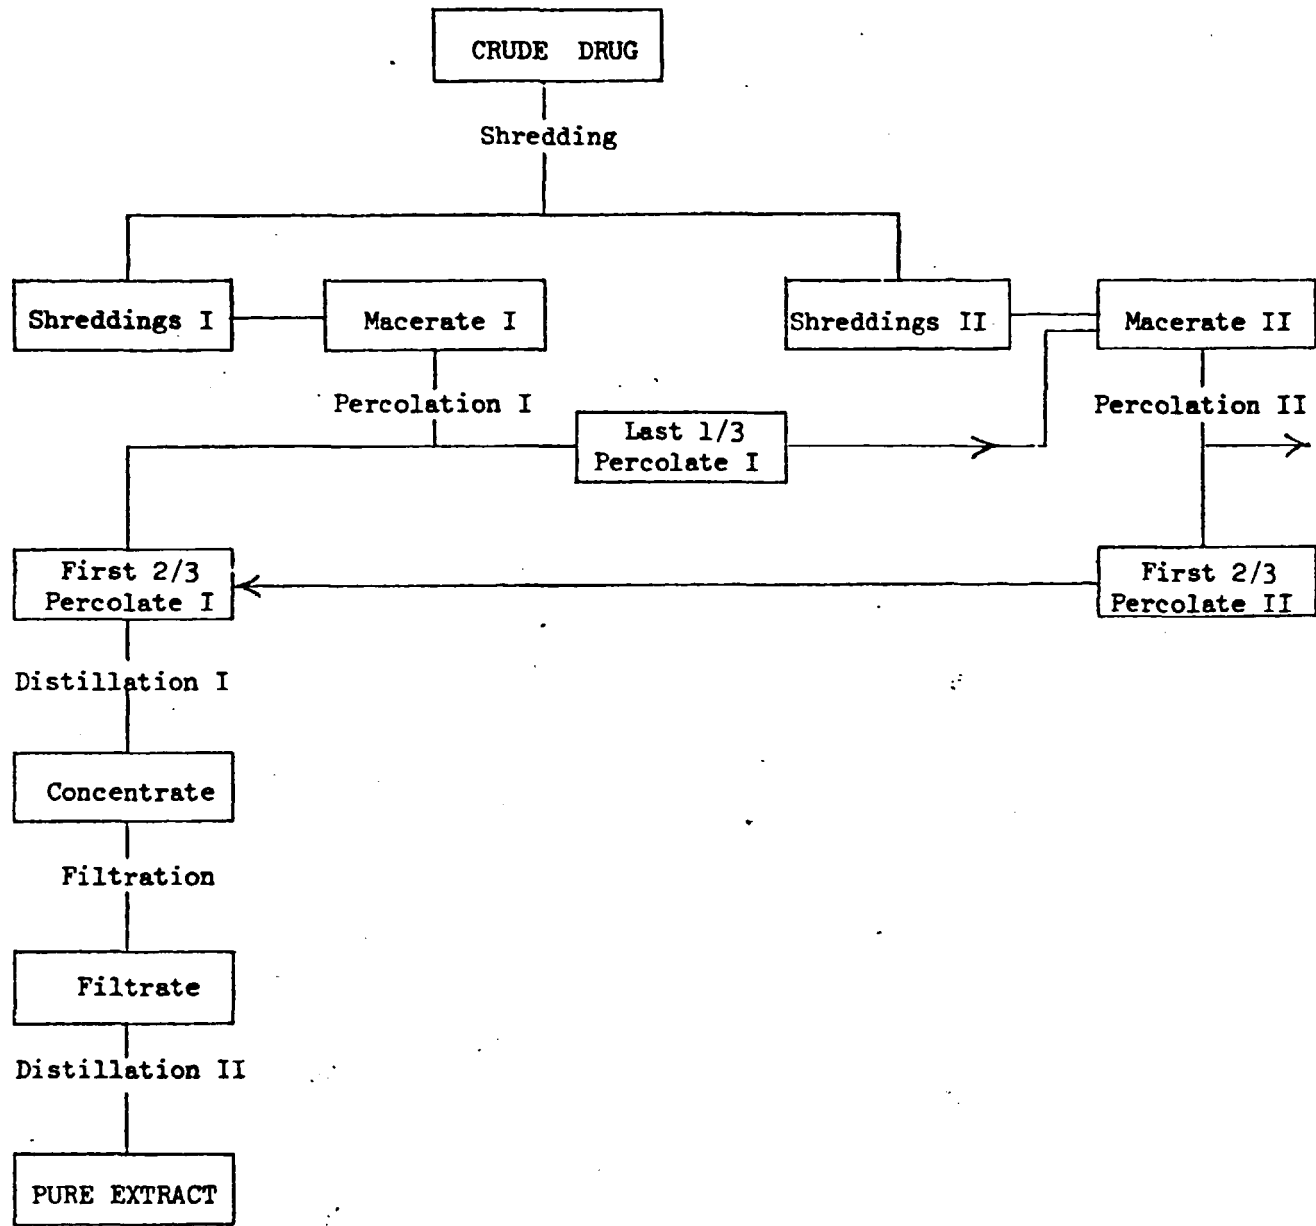 CRUDE DRUG
Shredding
Shreddings I
Macerate I
Shreddings II
Macerate II
Percolation I
Percolation II
Last 1/3
Percolate I
First 2/3
Percolate I
First 2/3
Percolate II
Distillation I
Concentrate
Filtration
Filtrate
Distillation II
PURE EXTRACT